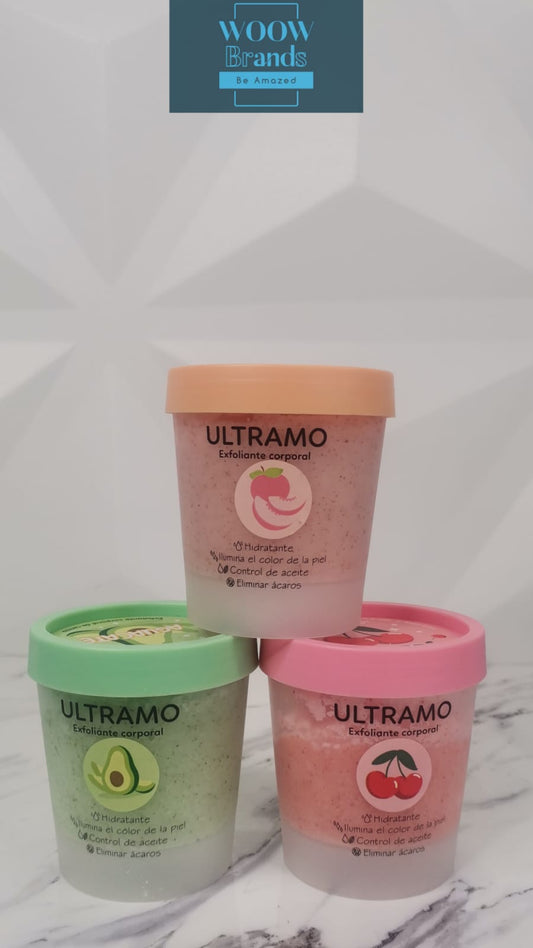 WOOW
Brands
Be Amazed
ULTRAMO
Exfoliante corporal
Hidratante
Ilumina el color de la piel
Control de aceite
Eliminar ácaros
ULTRAMO
Exfoliante corporal
Hidratante
Ilumina el color de la piel
Control de aceite
Eliminar ácaros
ULTRAMO
Exfoliante corporal
Hidratante
Ilumina el color de la piel
Control de aceite
Eliminar ácaros